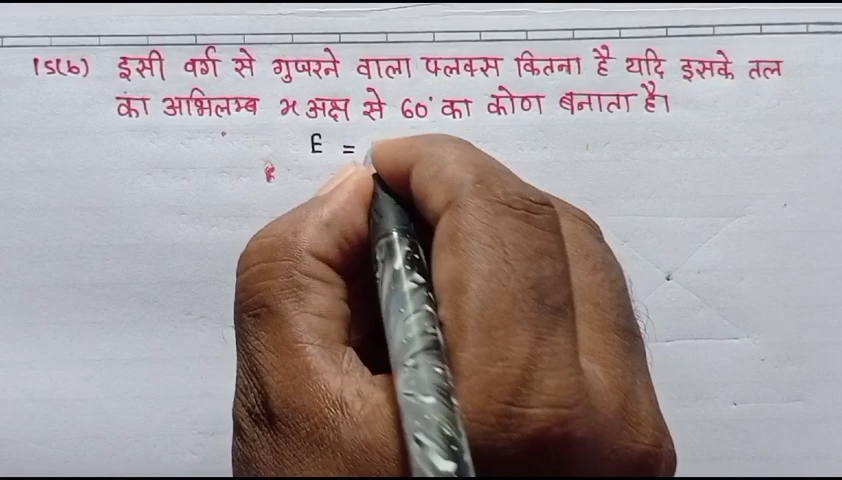 15(b) इसी वर्ग से गुजरने वाला फ्लक्स कितना है यदि इसके तल
का अभिलम्ब x अक्ष से 60° का कोण बनाता है।
E =